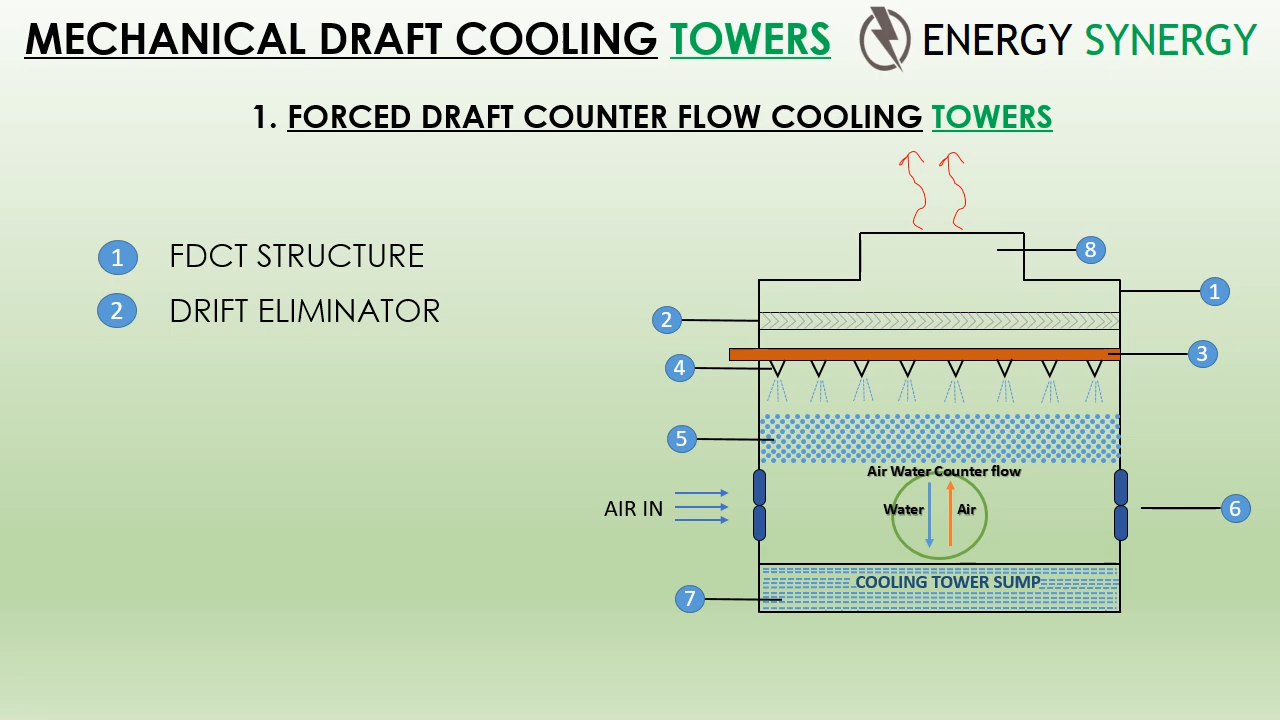 MECHANICAL DRAFT COOLING TOWERS
ENERGY SYNERGY
1. FORCED DRAFT COUNTER FLOW COOLING TOWERS
1 FDCT STRUCTURE
2 DRIFT ELIMINATOR
8
1
2
3
4
5
Air Water Counter flow
AIR IN
Water Air
6
COOLING TOWER SUMP
7